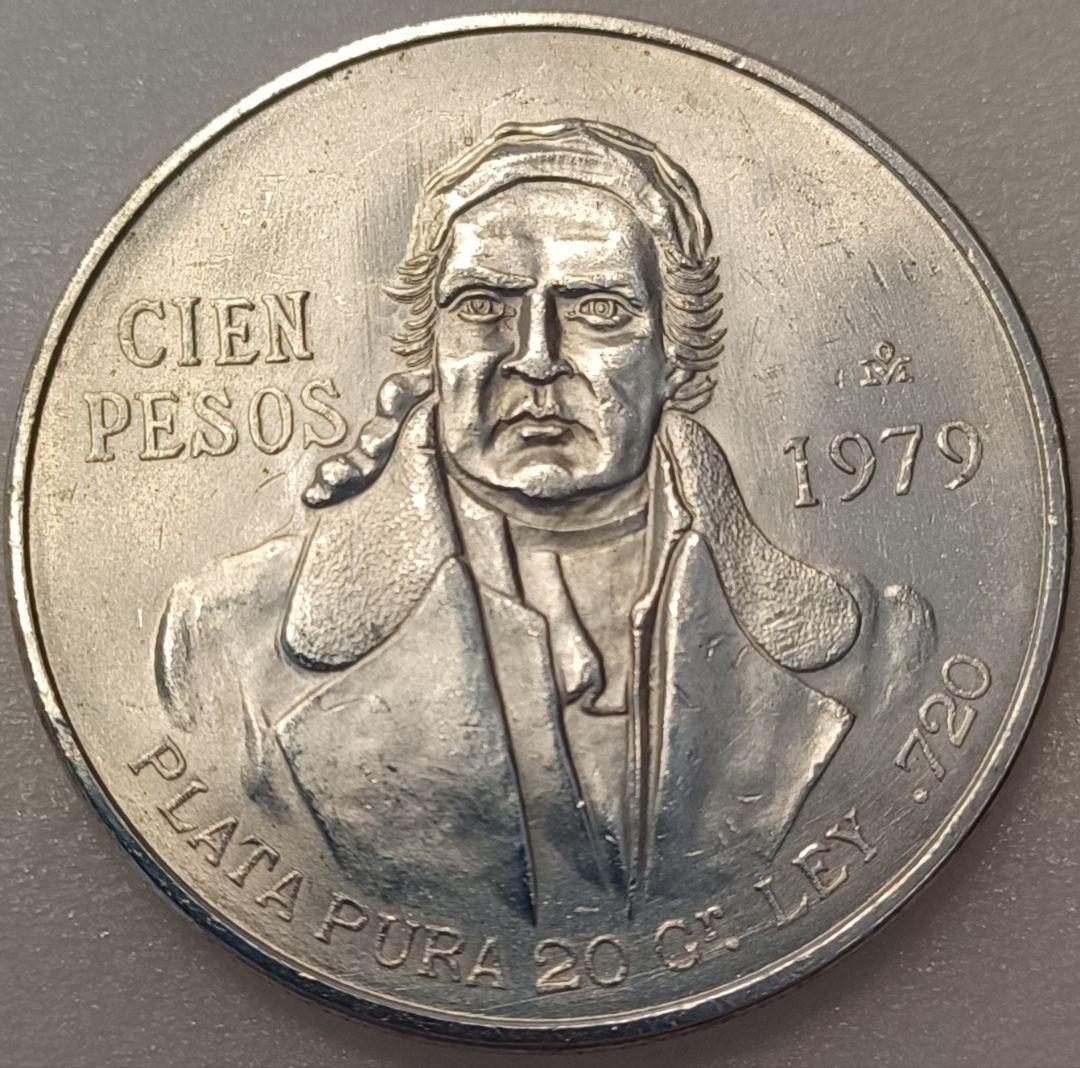 CIEN
PESOS
M̊
1979
PLATA PURA 20 Gr. LEY .720